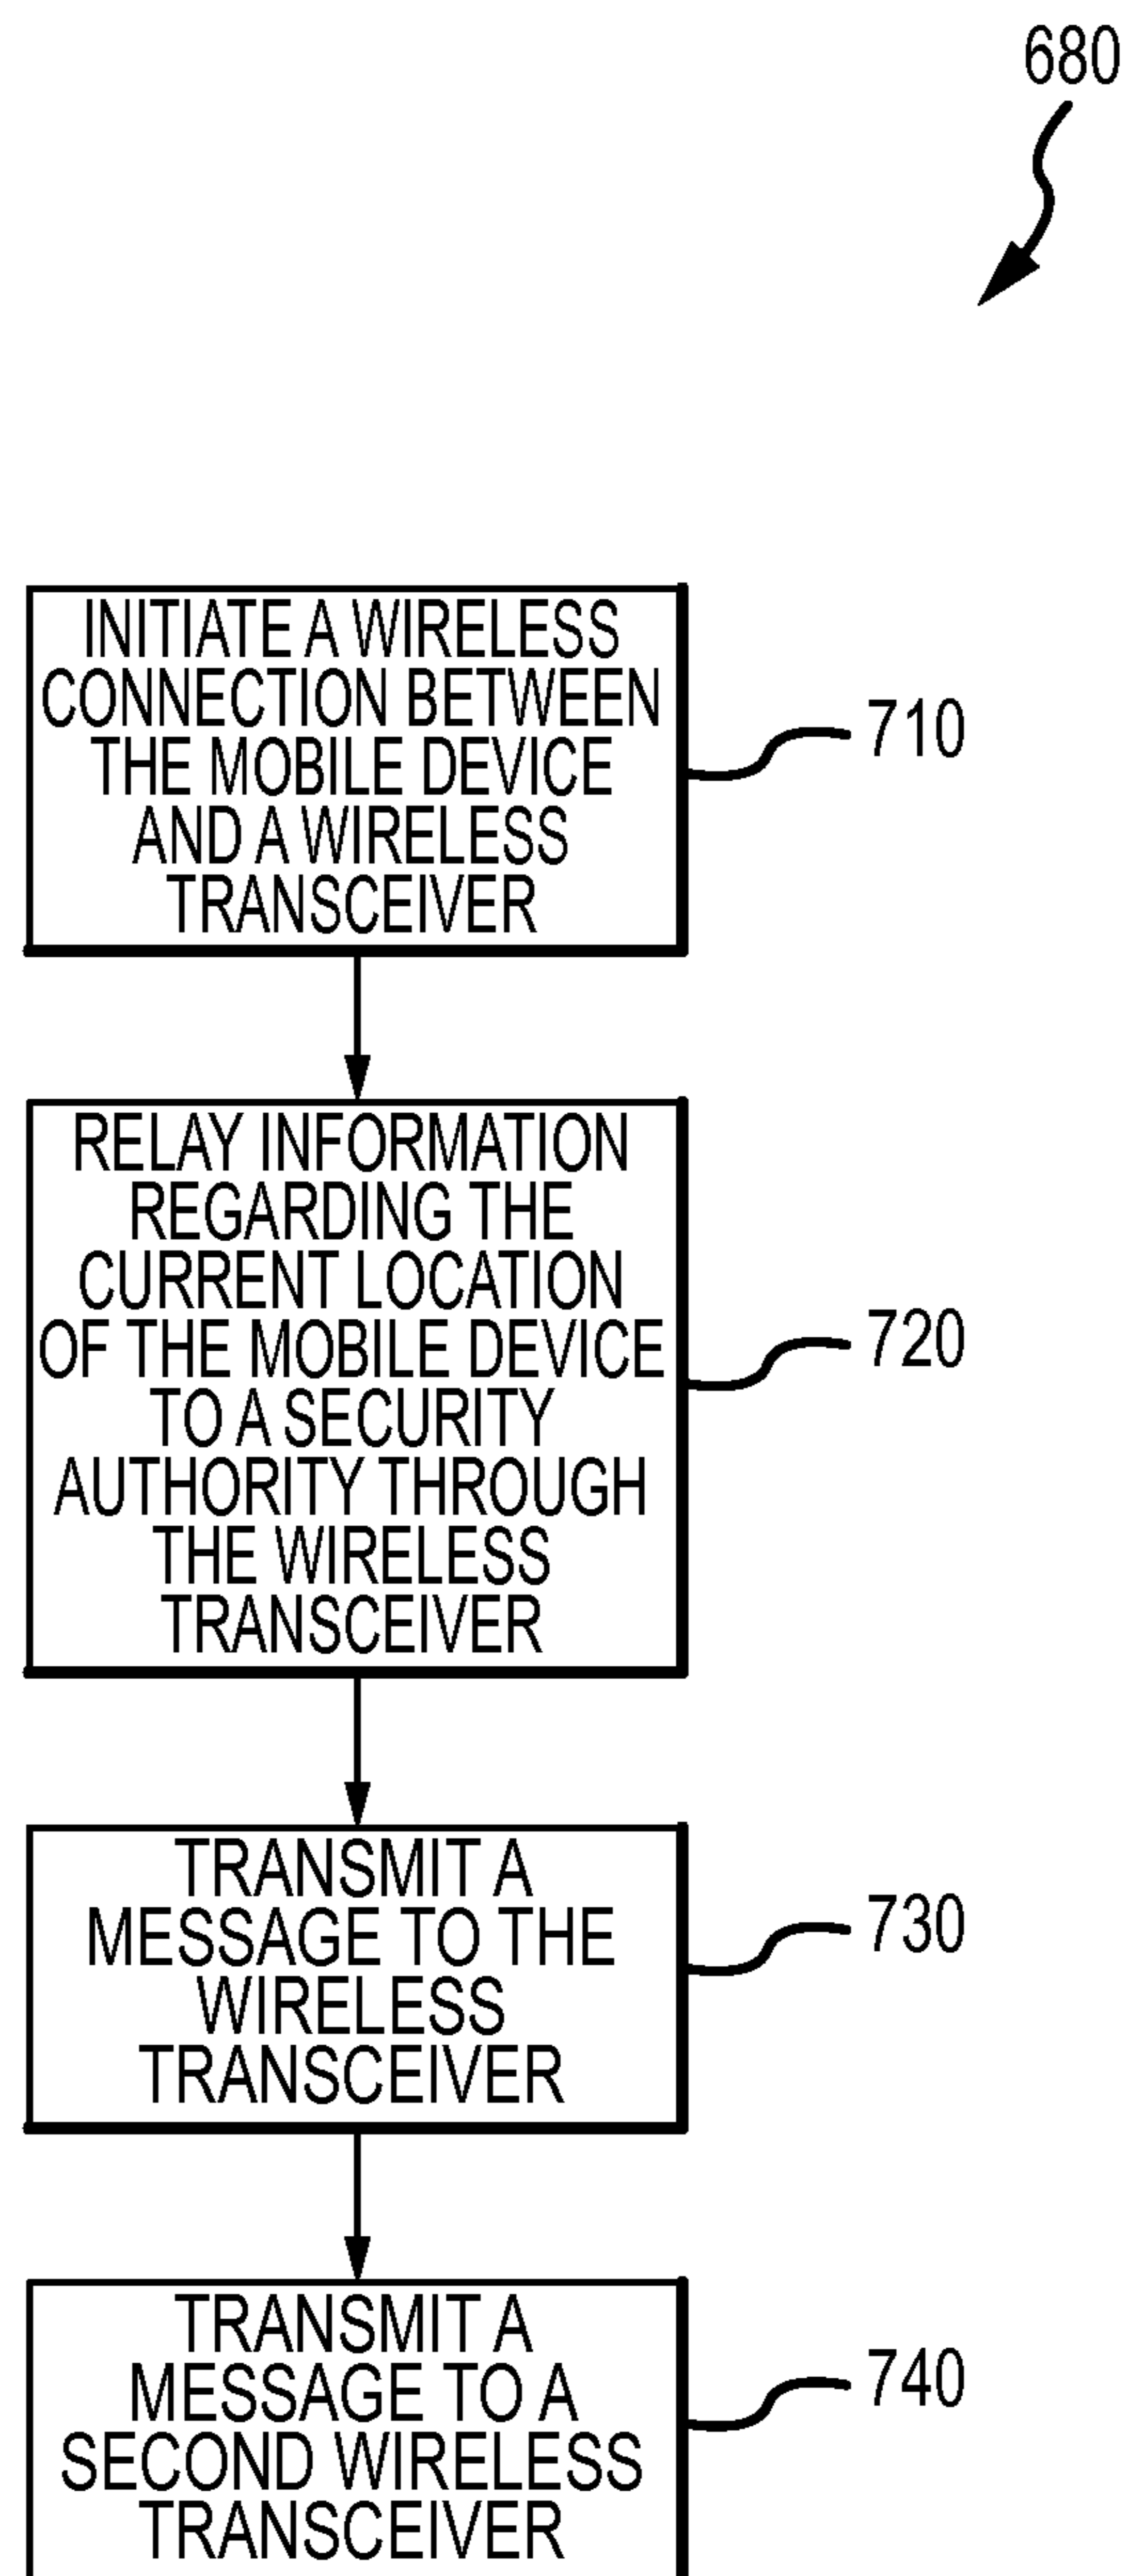 680
INITIATE A WIRELESS
CONNECTION BETWEEN
THE MOBILE DEVICE
AND A WIRELESS
TRANSCEIVER
710
RELAY INFORMATION
REGARDING THE
CURRENT LOCATION
OF THE MOBILE DEVICE
TO A SECURITY
AUTHORITY THROUGH
THE WIRELESS
TRANSCEIVER
720
TRANSMIT A
MESSAGE TO THE
WIRELESS
TRANSCEIVER
730
TRANSMIT A
MESSAGE TO A
SECOND WIRELESS
TRANSCEIVER
740